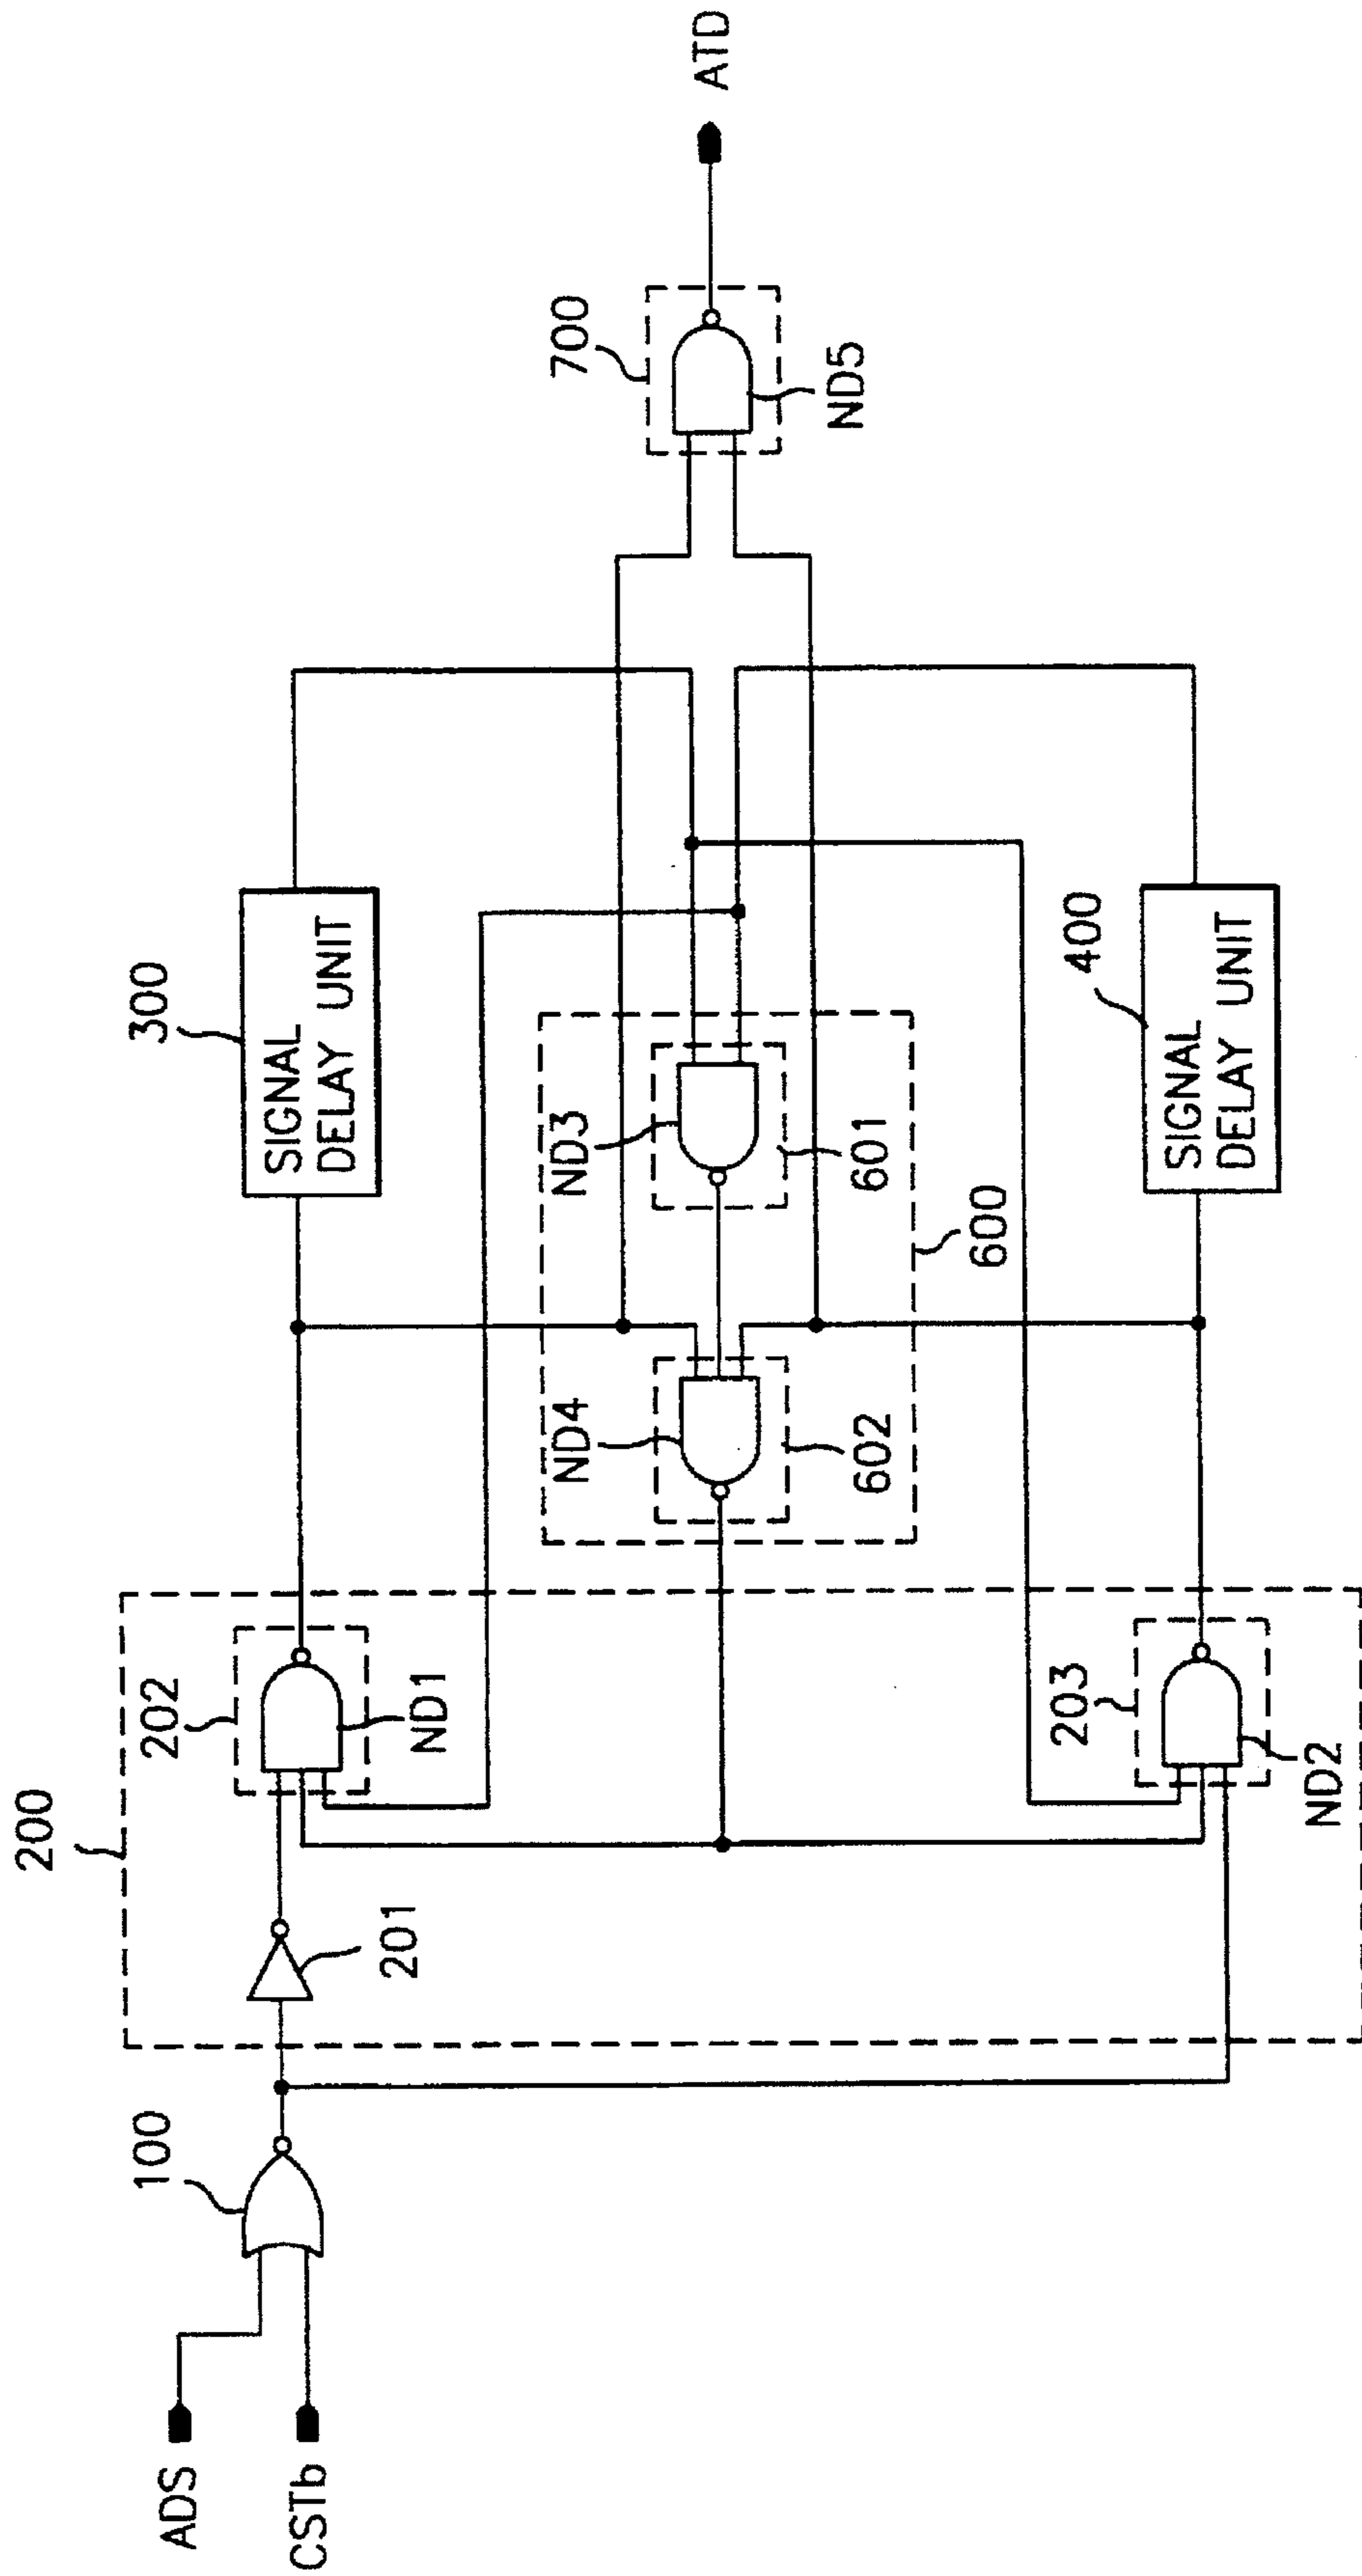 ADS
CSTb
100
200
201
202
ND1
203
ND2
300
SIGNAL
DELAY UNIT
400
SIGNAL
DELAY UNIT
ND4
602
ND3
601
600
700
ND5
ATD